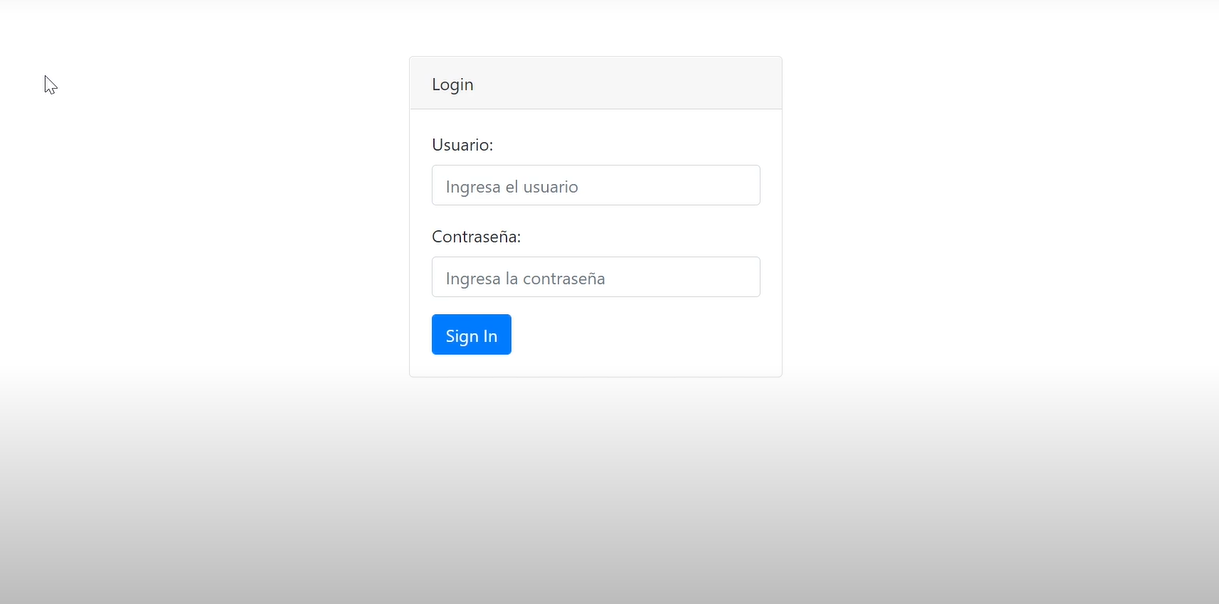 Login
Usuario:
Ingresa el usuario
Contraseña:
Ingresa la contraseña
Sign In